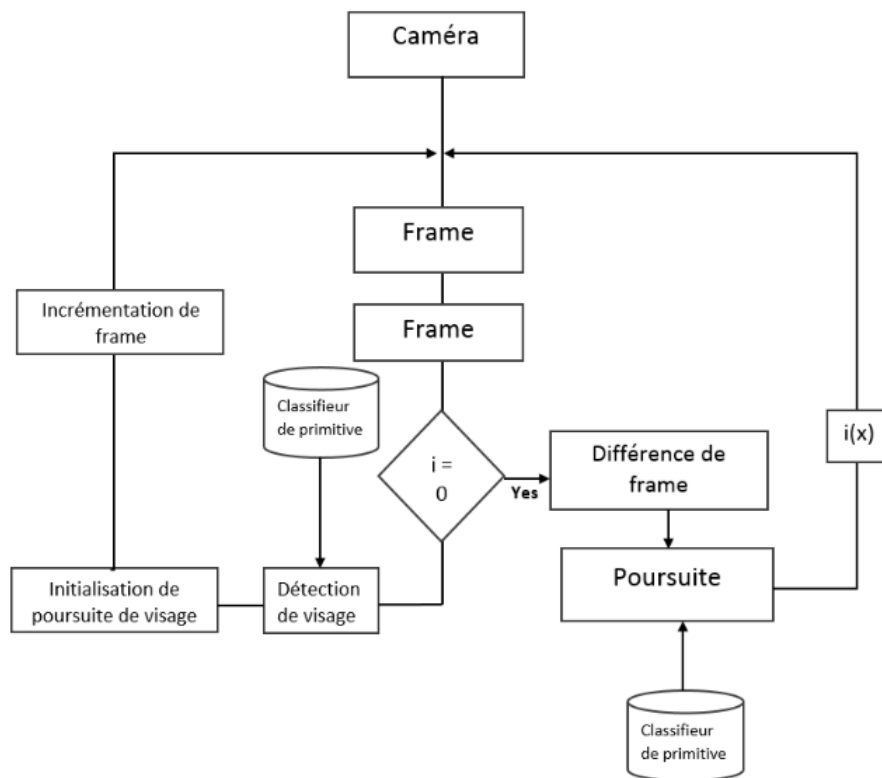 Caméra
Frame
Incrémentation de
frame
Frame
Classifieur
de primitive
i =
0
Yes
Différence de
frame
i(x)
Initialisation de
poursuite de visage
Détection
de visage
Poursuite
Classifieur
de primitive